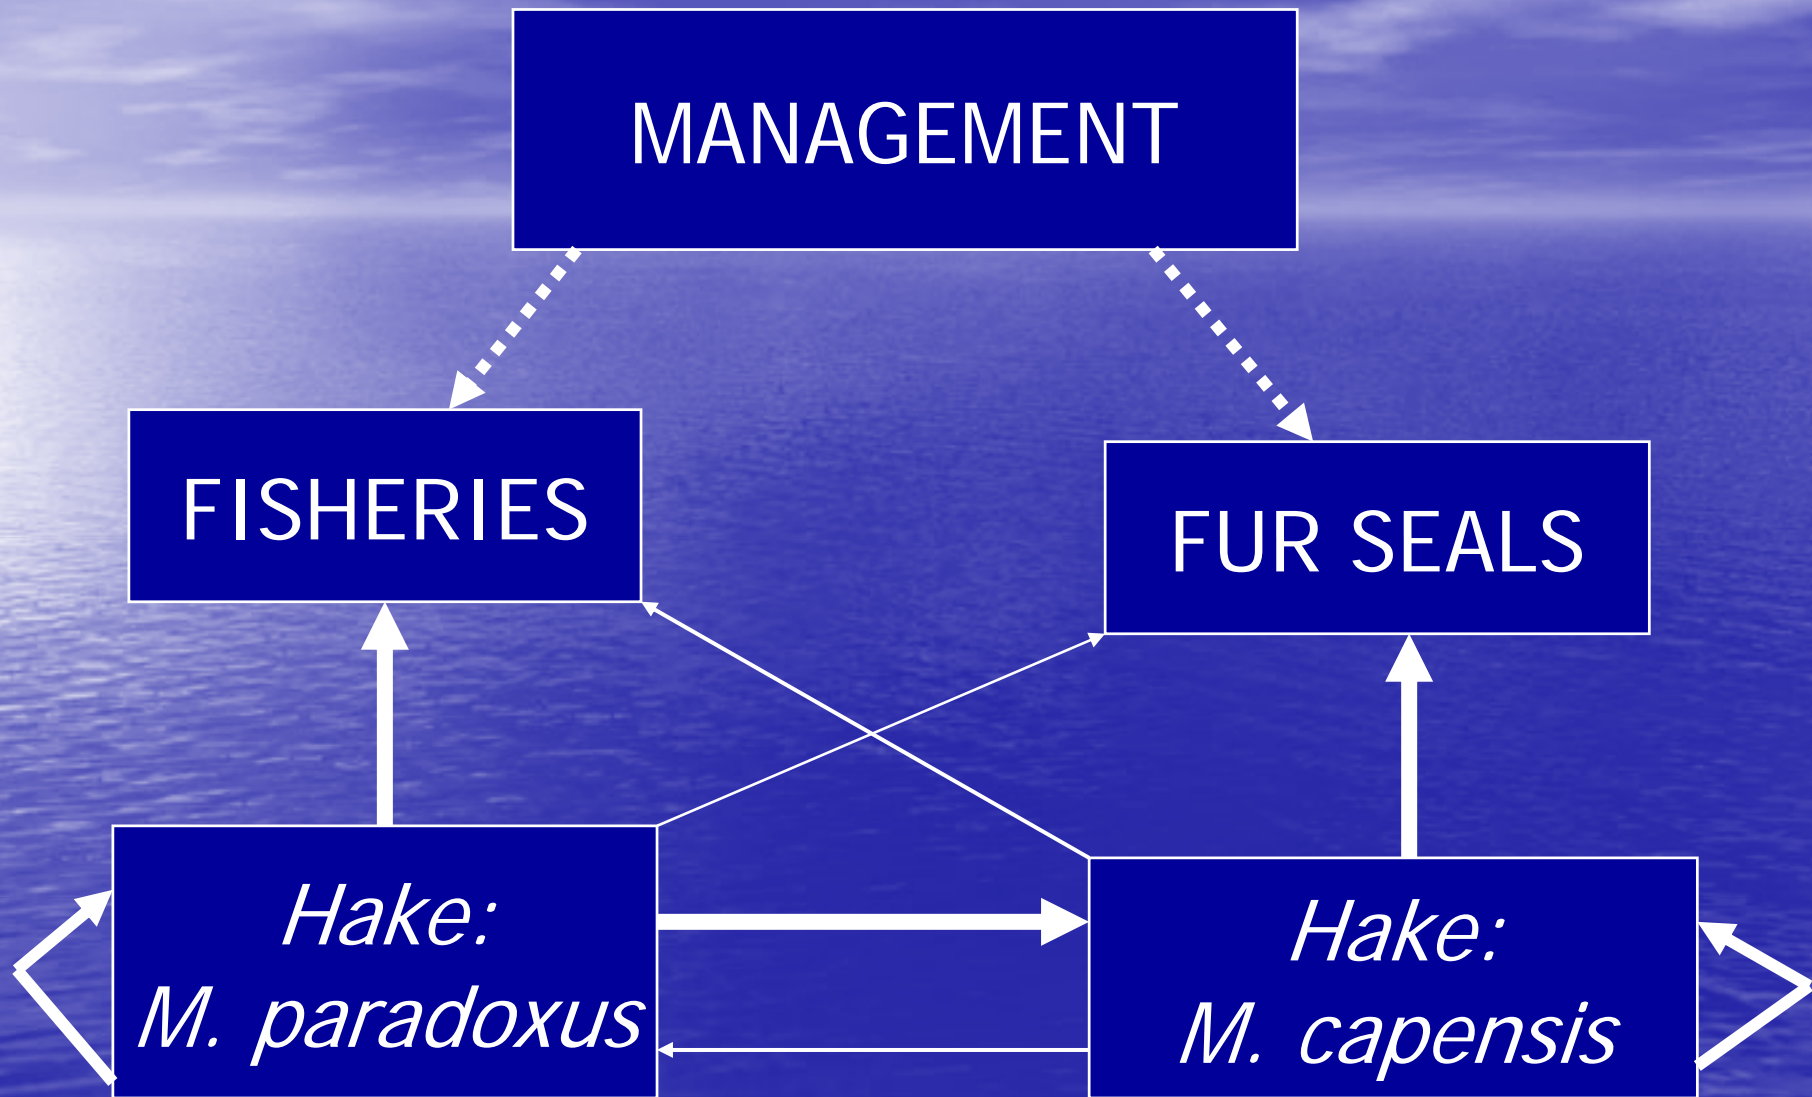 MANAGEMENT
FISHERIES
FUR SEALS
Hake:
M. paradoxus
Hake:
M. capensis